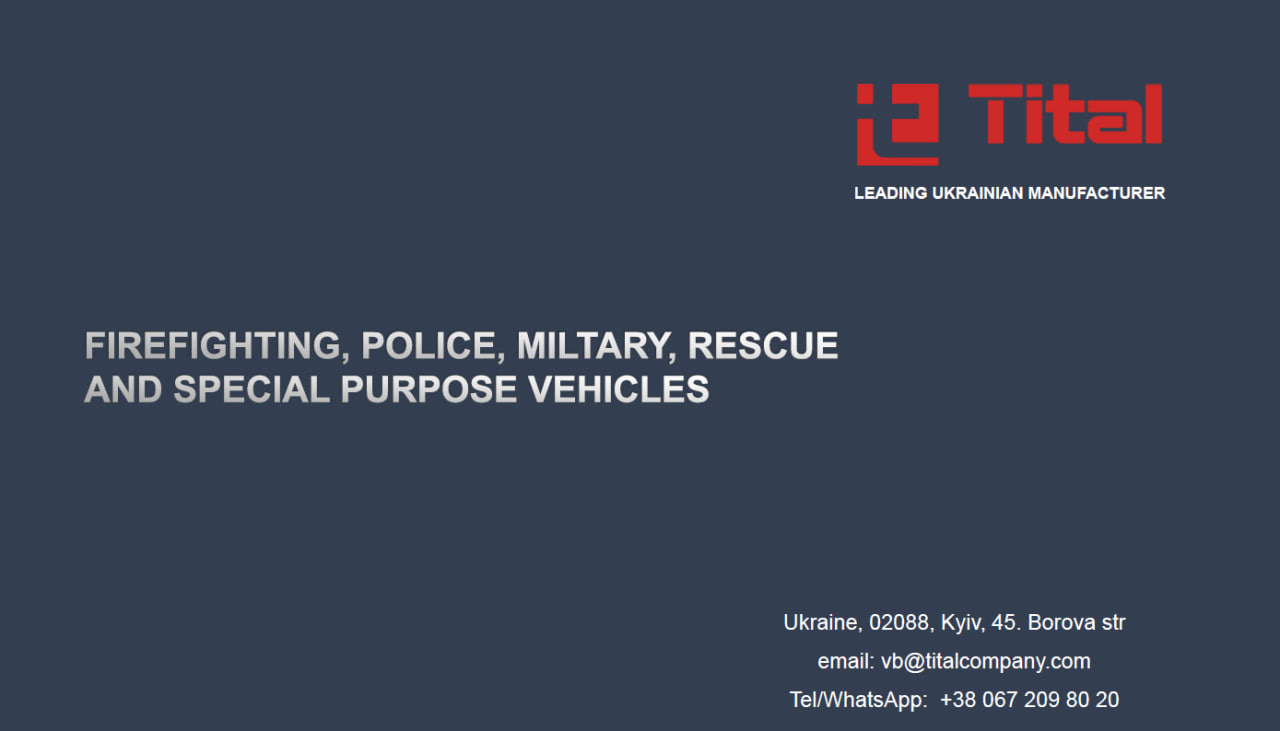 Tital
LEADING UKRAINIAN MANUFACTURER
FIREFIGHTING, POLICE, MILTARY, RESCUE
AND SPECIAL PURPOSE VEHICLES
Ukraine, 02088, Kyiv, 45. Borova str
email: vb@titalcompany.com
Tel/WhatsApp: +38 067 209 80 20